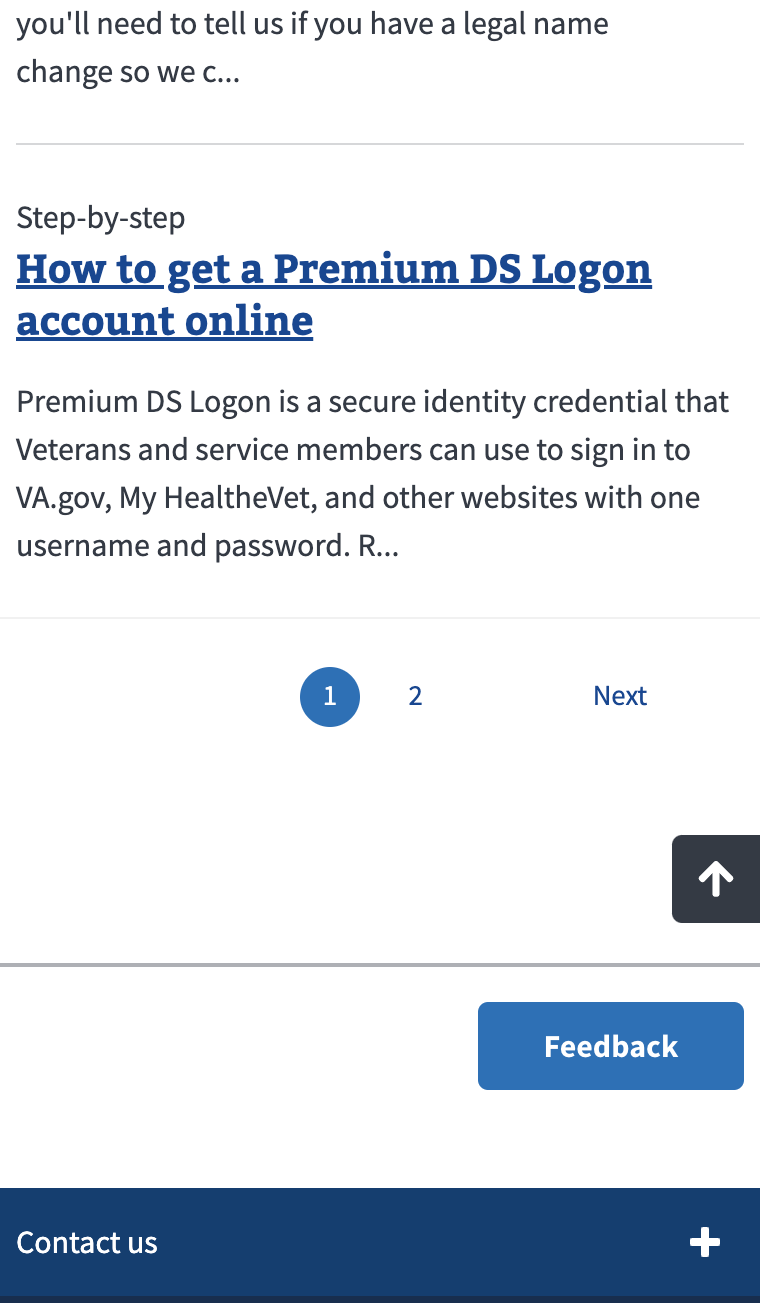 you'll need to tell us if you have a legal name
change so we c...
Step-by-step
How to get a Premium DS Logon
account online
Premium DS Logon is a secure identity credential that
Veterans and service members can use to sign in to
VA.gov, My HealtheVet, and other websites with one
username and password. R...
1 2 Next
Feedback
Contact us